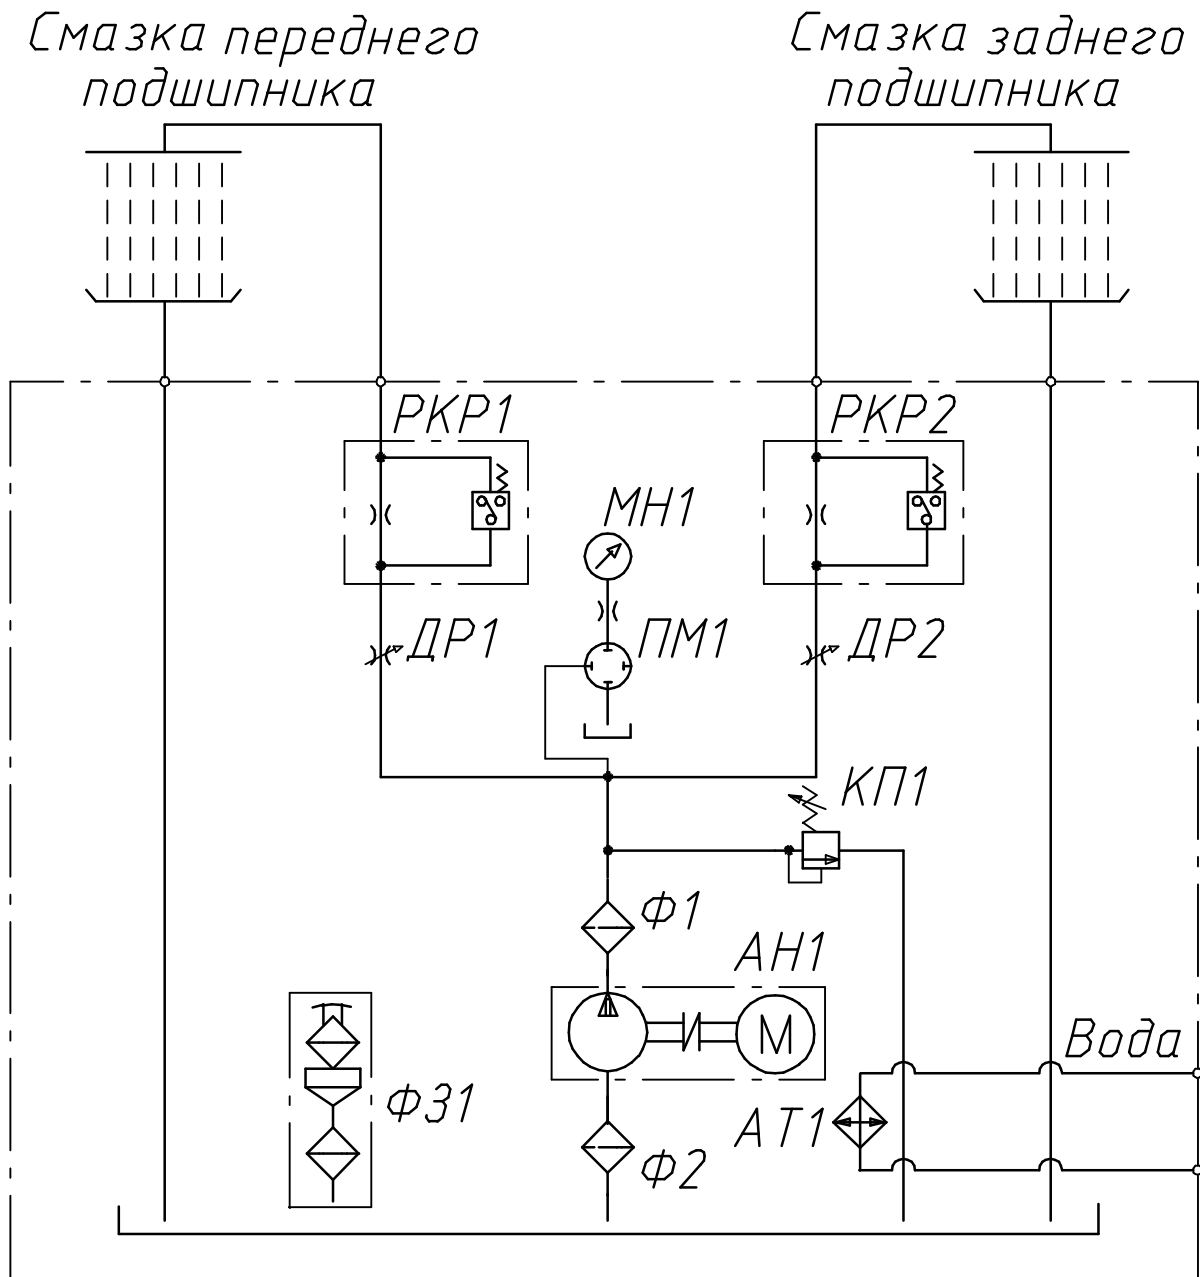 Смазка переднего
подшипника
Смазка заднего
подшипника
РКР1
РКР2
МН1
ДР1
ПМ1
ДР2
КП1
Ф1
АН1
М
Вода
ФЗ1
АТ1
Ф2